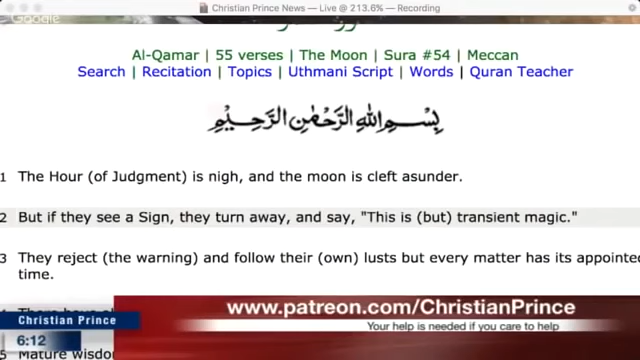 Christian Prince News — Live @ 213.6% — Recording
Google
Al-Qamar | 55 verses | The Moon | Sura #54 | Meccan
Search | Recitation | Topics | Uthmani Script | Words | Quran Teacher
بِسْمِ اللهِ الرَّحْمٰنِ الرَّحِيْمِ
1 The Hour (of Judgment) is nigh, and the moon is cleft asunder.
2 But if they see a Sign, they turn away, and say, "This is (but) transient magic."
3 They reject (the warning) and follow their (own) lusts but every matter has its appointed
time.
www.patreon.com/ChristianPrince
Your help is needed if you care to help
Christian Prince
6:12
5 Mature wisdo